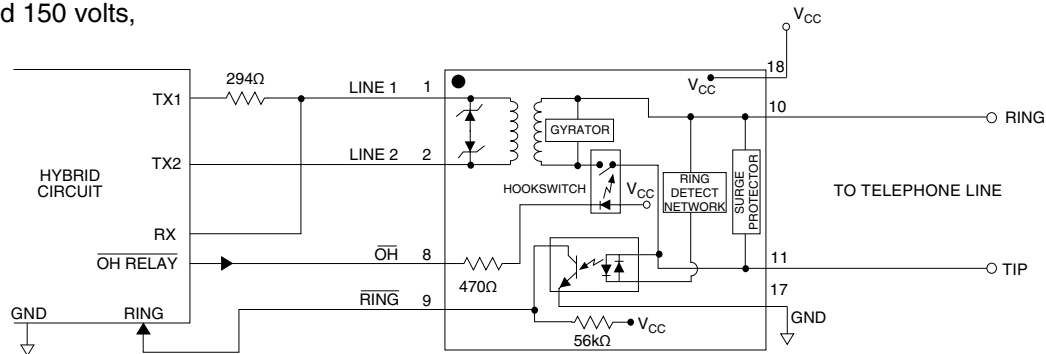 d 150 volts,
VCC
18
VCC
294Ω
TX1
LINE 1
1
10
RING
GYRATOR
TX2
LINE 2
2
HYBRID
CIRCUIT
HOOKSWITCH
VCC
RING
DETECT
NETWORK
SURGE
PROTECTOR
TO TELEPHONE LINE
RX
OH RELAY
OH
8
11
TIP
470Ω
17
RING
9
GND
RING
VCC
GND
56kΩ